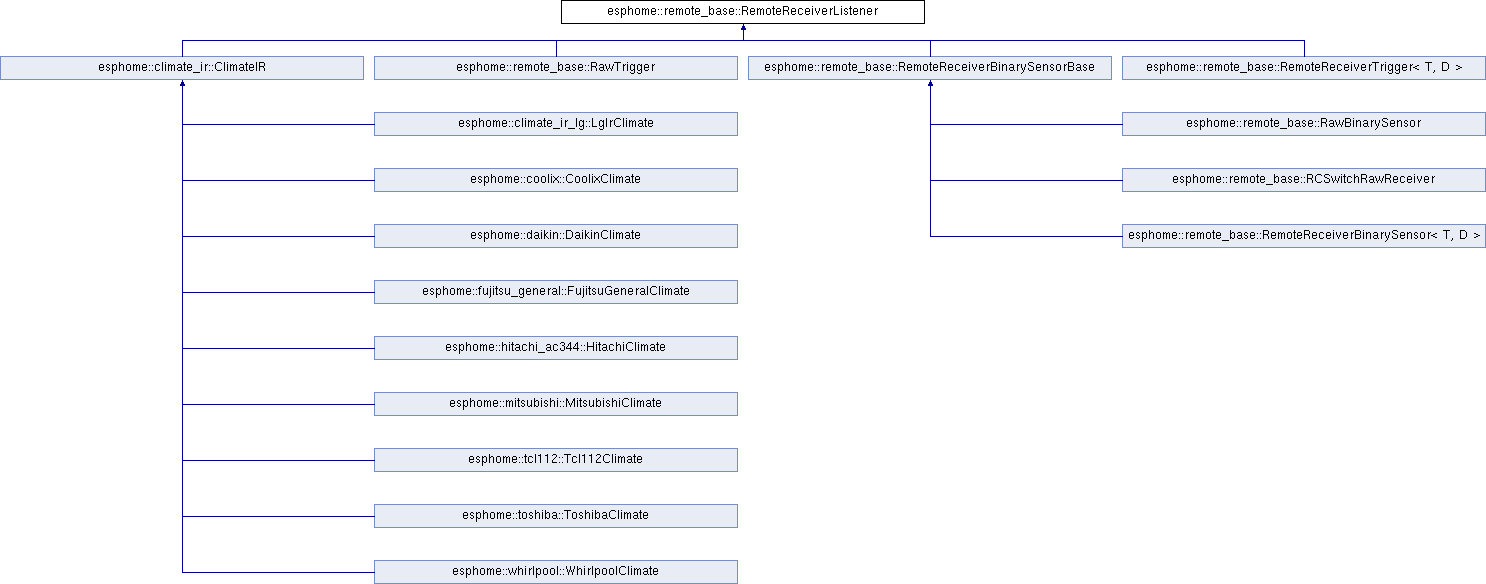 esphome::remote_base::RemoteReceiverListener
esphome::climate_ir::ClimateIR
esphome::remote_base::RawTrigger
esphome::remote_base::RemoteReceiverBinarySensorBase
esphome::remote_base::RemoteReceiverTrigger< T, D >
esphome::climate_ir_lg::LgIrClimate
esphome::remote_base::RawBinarySensor
esphome::coolix::CoolixClimate
esphome::remote_base::RCSwitchRawReceiver
esphome::daikin::DaikinClimate
esphome::remote_base::RemoteReceiverBinarySensor< T, D >
esphome::fujitsu_general::FujitsuGeneralClimate
esphome::hitachi_ac344::HitachiClimate
esphome::mitsubishi::MitsubishiClimate
esphome::tcl112::Tcl112Climate
esphome::toshiba::ToshibaClimate
esphome::whirlpool::WhirlpoolClimate